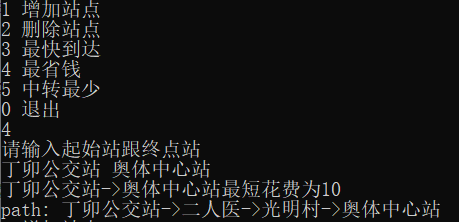 1 增加站点
2 删除站点
3 最快到达
4 最省钱
5 中转最少
0 退出
4
请输入起始站跟终点站
丁卯公交站 奥体中心站
丁卯公交站->奥体中心站最短花费为10
path: 丁卯公交站->二人医->光明村->奥体中心站